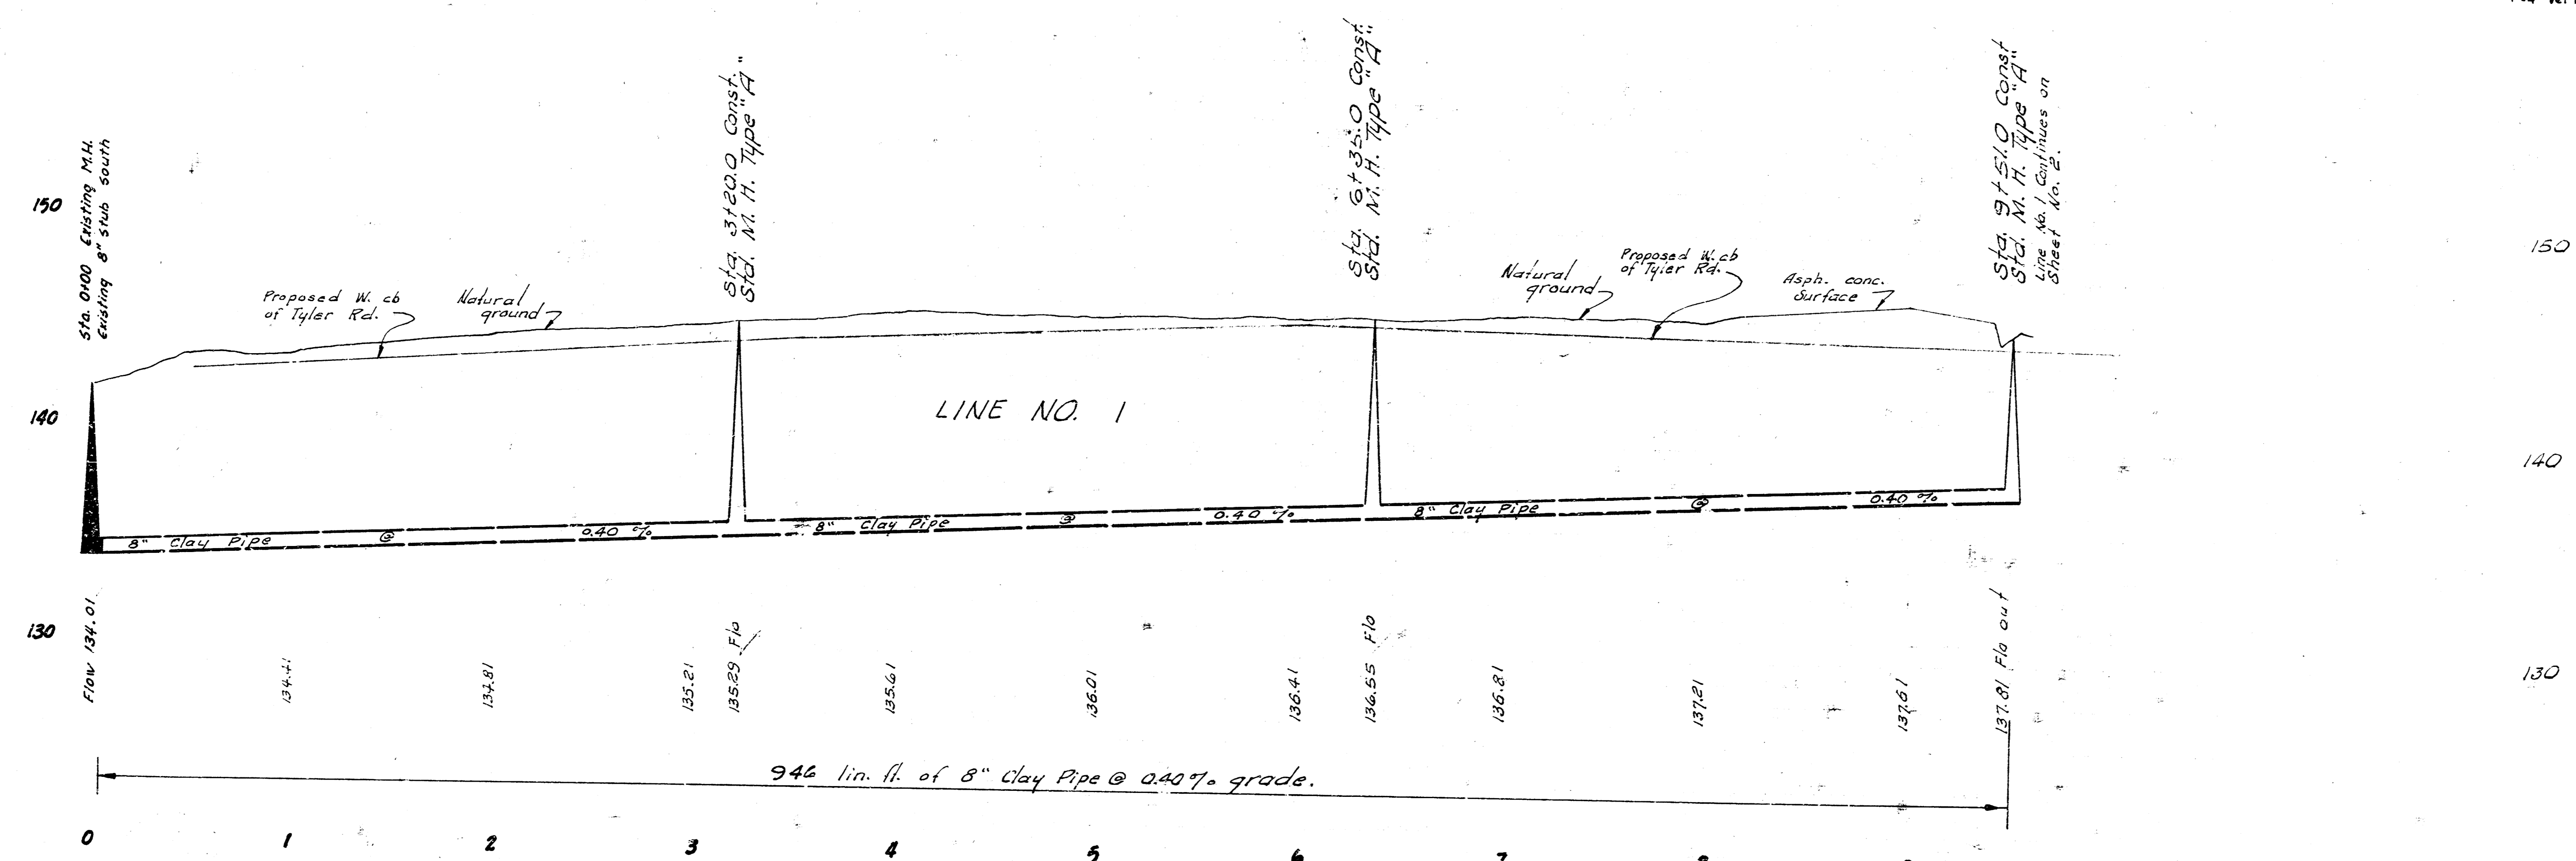 Sta. 0+00 Existing M.H.
Existing 8" Stub South
Sta. 3+20.0 Const.
Std. M. H. Type "A"
Sta. 6+35.0 Const.
Std. M. H. Type "A"
Sta. 9+51.0 Const
Std. M. H. Type "A"
Line No. 1 Continues on
Sheet No. 2.
150
150
Proposed W. cb
of Tyler Rd.
Natural
ground
Natural
ground
Proposed W. cb
of Tyler Rd.
Asph. conc.
Surface
140
LINE NO. 1
140
8" Clay Pipe @ 0.40 %
8" Clay Pipe @ 0.40 %
8" Clay Pipe @ 0.40 %
130
130
Flow 134.01
134.41
134.81
135.21
135.29 Flo
135.61
136.01
136.41
136.55 Flo
136.81
137.21
137.61
137.81 Flo out
946 lin. ft. of 8" Clay Pipe @ 0.40% grade.
0 1 2 3 4 5 6 7